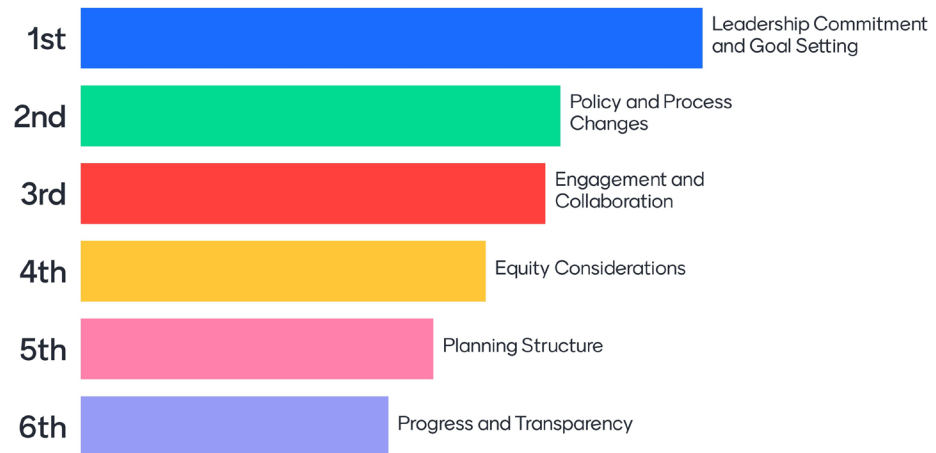 1st
Leadership Commitment
and Goal Setting
2nd
Policy and Process
Changes
3rd
Engagement and
Collaboration
4th
Equity Considerations
5th
Planning Structure
6th
Progress and Transparency